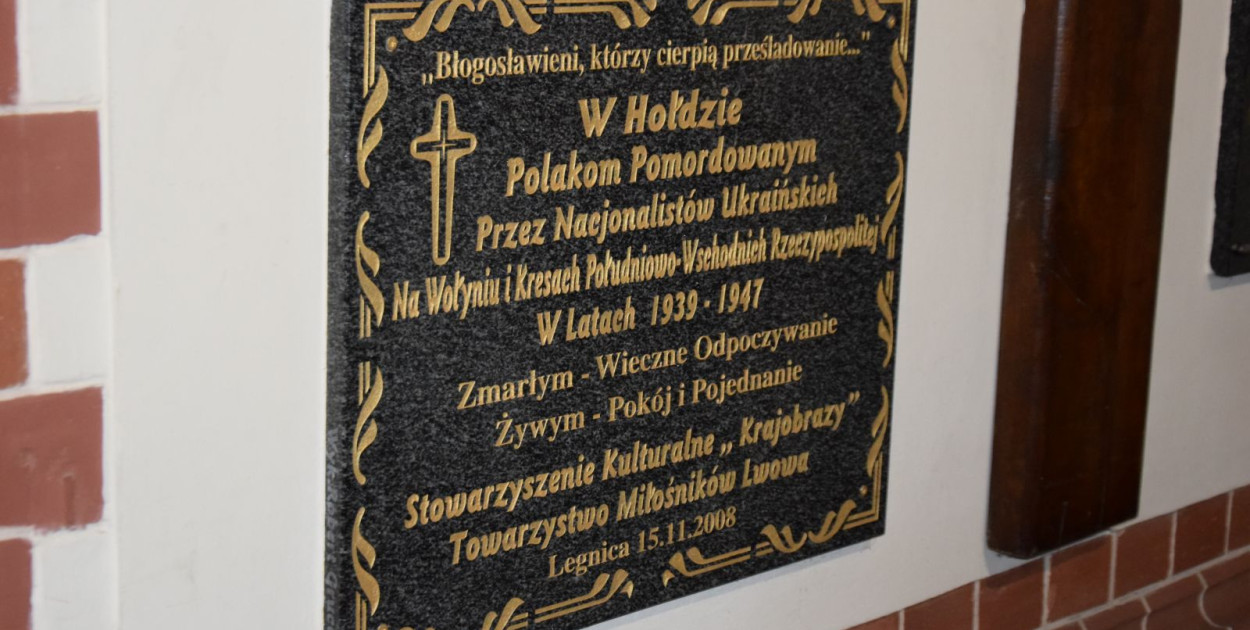 „Błogosławieni, którzy cierpią prześladowanie..."
W Hołdzie
Polakom Pomordowanym
Przez Nacjonalistów Ukraińskich
Na Wołyniu i Kresach Południowo-Wschodnich Rzeczypospolitej
W Latach 1939 - 1947
Zmarłym - Wieczne Odpoczywanie
Żywym - Pokój i Pojednanie
Stowarzyszenie Kulturalne „ Krajobrazy”
Towarzystwo Miłośników Lwowa
Legnica 15.11.2008